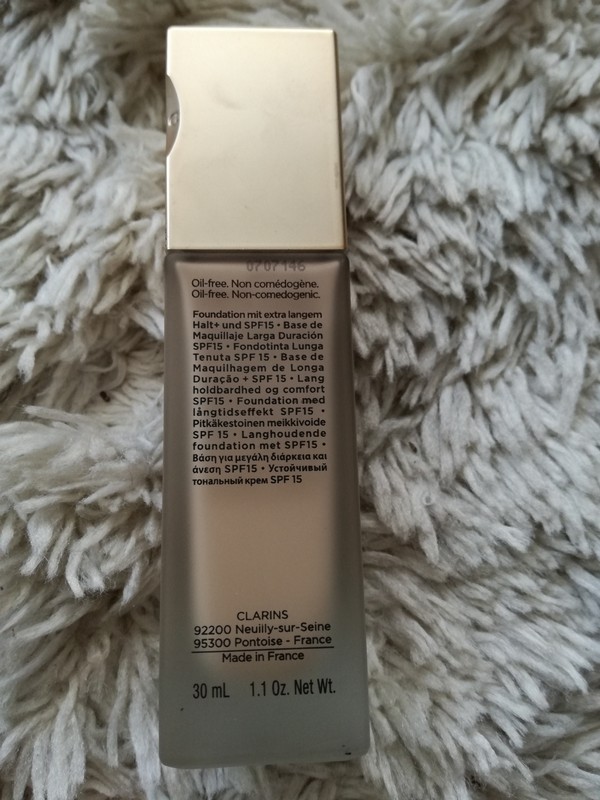 0707146
Oil-free. Non comédogène.
Oil-free. Non-comedogenic.
Foundation mit extra langem
Halt+ und SPF15 • Base de
Maquillaje Larga Duración
SPF15 • Fondotinta Lunga
Tenuta SPF 15 • Base de
Maquilhagem de Longa
Duração + SPF 15 • Lang
holdbardhed og comfort
SPF15 • Foundation med
långtidseffekt SPF15 •
Pitkäkestoinen meikkivoide
SPF 15 • Langhoudende
foundation met SPF15 •
Βάση για μεγάλη διάρκεια και
άνεση SPF15 • Устойчивый
тональный крем SPF 15
CLARINS
92200 Neuilly-sur-Seine
95300 Pontoise - France
Made in France
30 mL 1.1 Oz. Net Wt.